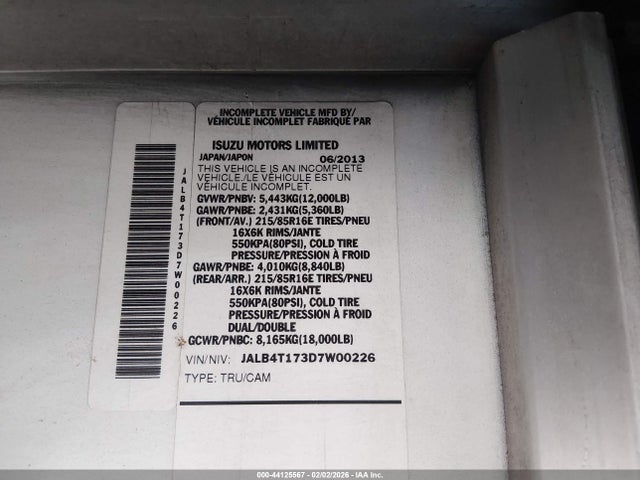 INCOMPLETE VEHICLE MFD BY/
VÉHICULE INCOMPLET FABRIQUÉ PAR
ISUZU MOTORS LIMITED
JAPAN/JAPON 06/2013
THIS VEHICLE IS AN INCOMPLETE
VEHICLE./LE VÉHICULE EST UN
VÉHICULE INCOMPLET.
GVWR/PNBV: 5,443KG(12,000LB)
GAWR/PNBE: 2,431KG(5,360LB)
(FRONT/AV.) 215/85R16E TIRES/PNEU
16X6K RIMS/JANTE
550KPA(80PSI), COLD TIRE
PRESSURE/PRESSION À FROID
GAWR/PNBE: 4,010KG(8,840LB)
(REAR/ARR.) 215/85R16E TIRES/PNEU
16X6K RIMS/JANTE
550KPA(80PSI), COLD TIRE
PRESSURE/PRESSION À FROID
DUAL/DOUBLE
GCWR/PNBC: 8,165KG(18,000LB)
VIN/NIV: JALB4T173D7W00226
TYPE: TRU/CAM
JALB4T173D7W00226
000-44125567 - 02/02/2026 - IAA Inc.